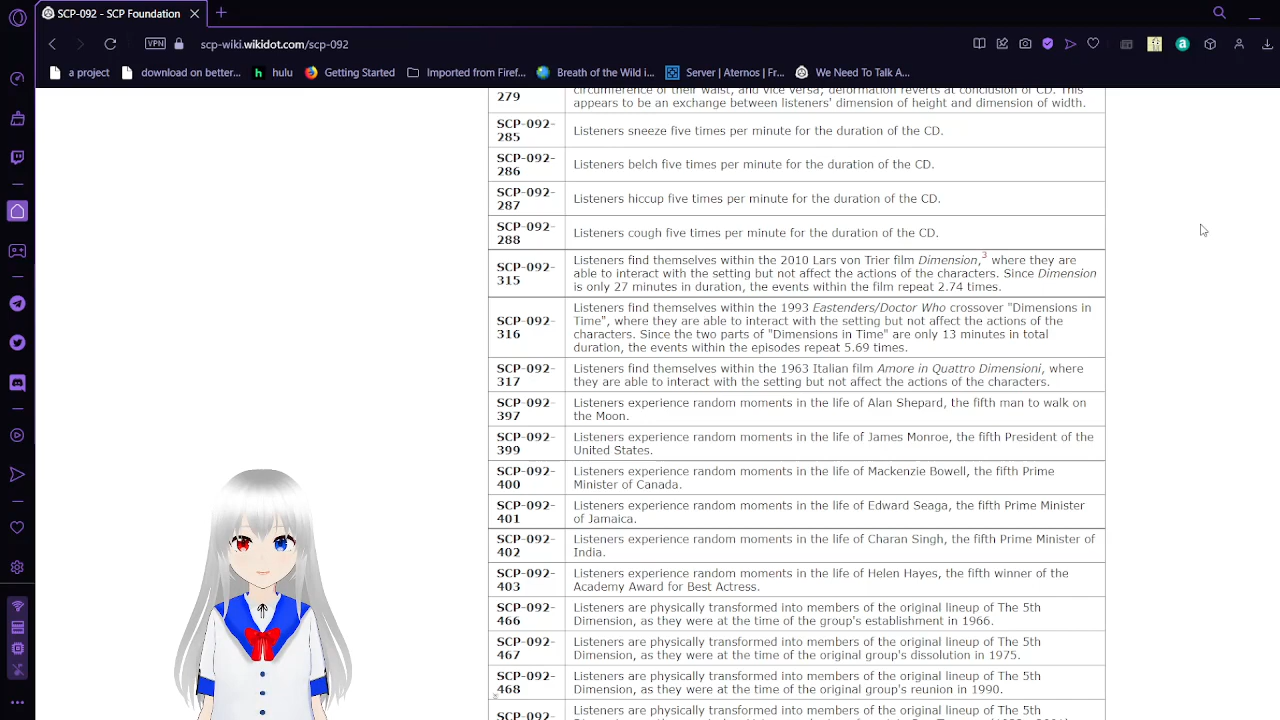 SCP-092 - SCP Foundation
VPN
scp-wiki.wikidot.com/scp-092
a project
download on better...
hulu
Getting Started
Imported from Firef...
Breath of the Wild i...
Server | Aternos | Fr...
We Need To Talk A...
circumference of their waist, and vice versa; deformation reverts at conclusion of CD. This
279
appears to be an exchange between listeners' dimension of height and dimension of width.
SCP-092-
285
Listeners sneeze five times per minute for the duration of the CD.
SCP-092-
286
Listeners belch five times per minute for the duration of the CD.
SCP-092-
287
Listeners hiccup five times per minute for the duration of the CD.
SCP-092-
288
Listeners cough five times per minute for the duration of the CD.
SCP-092-
315
Listeners find themselves within the 2010 Lars von Trier film Dimension,3 where they are
able to interact with the setting but not affect the actions of the characters. Since Dimension
is only 27 minutes in duration, the events within the film repeat 2.74 times.
SCP-092-
316
Listeners find themselves within the 1993 Eastenders/Doctor Who crossover "Dimensions in
Time", where they are able to interact with the setting but not affect the actions of the
characters. Since the two parts of "Dimensions in Time" are only 13 minutes in total
duration, the events within the episodes repeat 5.69 times.
SCP-092-
317
Listeners find themselves within the 1963 Italian film Amore in Quattro Dimensioni, where
they are able to interact with the setting but not affect the actions of the characters.
SCP-092-
397
Listeners experience random moments in the life of Alan Shepard, the fifth man to walk on
the Moon.
SCP-092-
399
Listeners experience random moments in the life of James Monroe, the fifth President of the
United States.
SCP-092-
400
Listeners experience random moments in the life of Mackenzie Bowell, the fifth Prime
Minister of Canada.
SCP-092-
401
Listeners experience random moments in the life of Edward Seaga, the fifth Prime Minister
of Jamaica.
SCP-092-
402
Listeners experience random moments in the life of Charan Singh, the fifth Prime Minister of
India.
SCP-092-
403
Listeners experience random moments in the life of Helen Hayes, the fifth winner of the
Academy Award for Best Actress.
SCP-092-
466
Listeners are physically transformed into members of the original lineup of The 5th
Dimension, as they were at the time of the group's establishment in 1966.
SCP-092-
467
Listeners are physically transformed into members of the original lineup of The 5th
Dimension, as they were at the time of the original group's dissolution in 1975.
SCP-092-
468
Listeners are physically transformed into members of the original lineup of The 5th
Dimension, as they were at the time of the original group's reunion in 1990.
SCP-092-
Listeners are physically transformed into members of the original lineup of The 5th